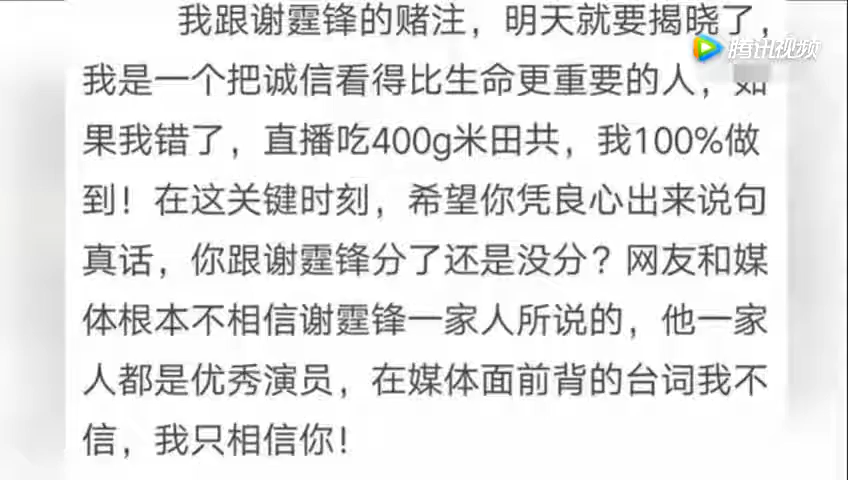 我跟谢霆锋的赌注，明天就要揭晓了，
腾讯视频
我是一个把诚信看得比生命更重要的人，如
果我错了，直播吃400g米田共，我100%做
到！在这关键时刻，希望你凭良心出来说句
真话，你跟谢霆锋分了还是没分？网友和媒
体根本不相信谢霆锋一家人所说的，他一家
人都是优秀演员，在媒体面前背的台词我不
信，我只相信你！